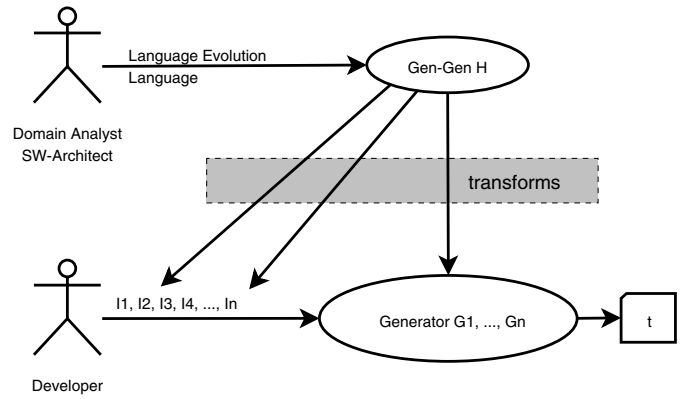 Language Evolution
Language
Gen-Gen H
Domain Analyst
SW-Architect
transforms
I1, I2, I3, I4, ..., In
Generator G1, ..., Gn
t
Developer